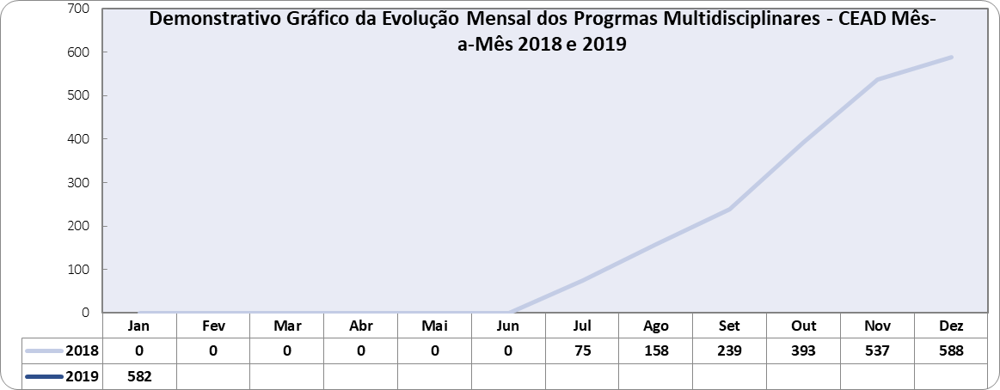 Demonstrativo Gráfico da Evolução Mensal dos Progrmas Multidisciplinares - CEAD Mês-
a-Mês 2018 e 2019
700
600
500
400
300
200
100
0
Jan Fev Mar Abr Mai Jun Jul Ago Set Out Nov Dez
2018 0 0 0 0 0 0 75 158 239 393 537 588
2019 582